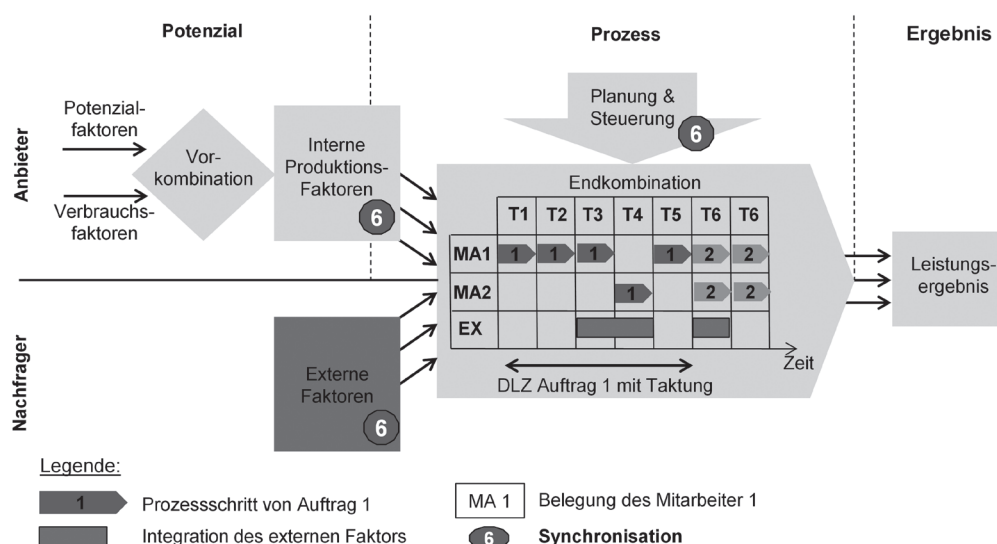 Potenzial
Prozess
Ergebnis
Anbieter
Potenzial-
faktoren
Verbrauchs-
faktoren
Vor-
kombination
Interne
Produktions-
Faktoren
6
Planung &
Steuerung
6
Endkombination
T1 T2 T3 T4 T5 T6 T6
MA1 1 1 1 1 2 2
MA2 1 2 2
EX
Zeit
DLZ Auftrag 1 mit Taktung
Leistungs-
ergebnis
Nachfrager
Externe
Faktoren
6
Legende:
1 Prozessschritt von Auftrag 1
Integration des externen Faktors
MA 1 Belegung des Mitarbeiter 1
6 Synchronisation